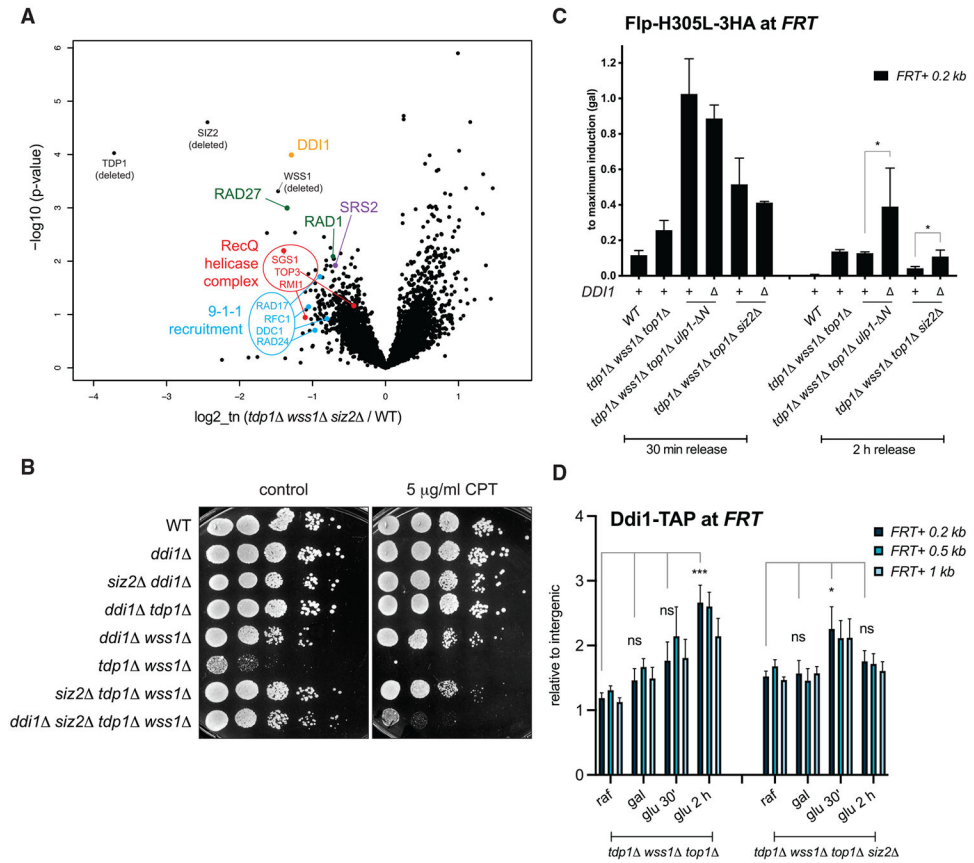 A
6
5
4
3
2
1
0
−log10 (p-value)
SIZ2
(deleted)
TDP1
(deleted)
DDI1
WSS1
(deleted)
RAD27
SRS2
RAD1
RecQ
helicase
complex
SGS1
TOP3
RMI1
9-1-1
recruitment
RAD17
RFC1
DDC1
RAD24
−4
−3
−2
−1
0
1
log2_tn (tdp1Δ wss1Δ siz2Δ / WT)
B
control
5 μg/ml CPT
WT
ddi1Δ
siz2Δ ddi1Δ
ddi1Δ tdp1Δ
ddi1Δ wss1Δ
tdp1Δ wss1Δ
siz2Δ tdp1Δ wss1Δ
ddi1Δ siz2Δ tdp1Δ wss1Δ
C
Flp-H305L-3HA at FRT
to maximum induction (gal)
1.2
1.0
0.8
0.6
0.4
0.2
0.0
FRT+ 0.2 kb
*
*
DDI1 + + + Δ + Δ + + + Δ + Δ
WT
tdp1Δ wss1Δ top1Δ
tdp1Δ wss1Δ top1Δ ulp1-ΔN
tdp1Δ wss1Δ top1Δ siz2Δ
WT
tdp1Δ wss1Δ top1Δ
tdp1Δ wss1Δ top1Δ ulp1-ΔN
tdp1Δ wss1Δ top1Δ siz2Δ
30 min release
2 h release
D
Ddi1-TAP at FRT
relative to intergenic
4
3
2
1
0
FRT+ 0.2 kb
FRT+ 0.5 kb
FRT+ 1 kb
ns
ns
***
ns
*
ns
raf
gal
glu 30'
glu 2 h
raf
gal
glu 30'
glu 2 h
tdp1Δ wss1Δ top1Δ
tdp1Δ wss1Δ top1Δ siz2Δ